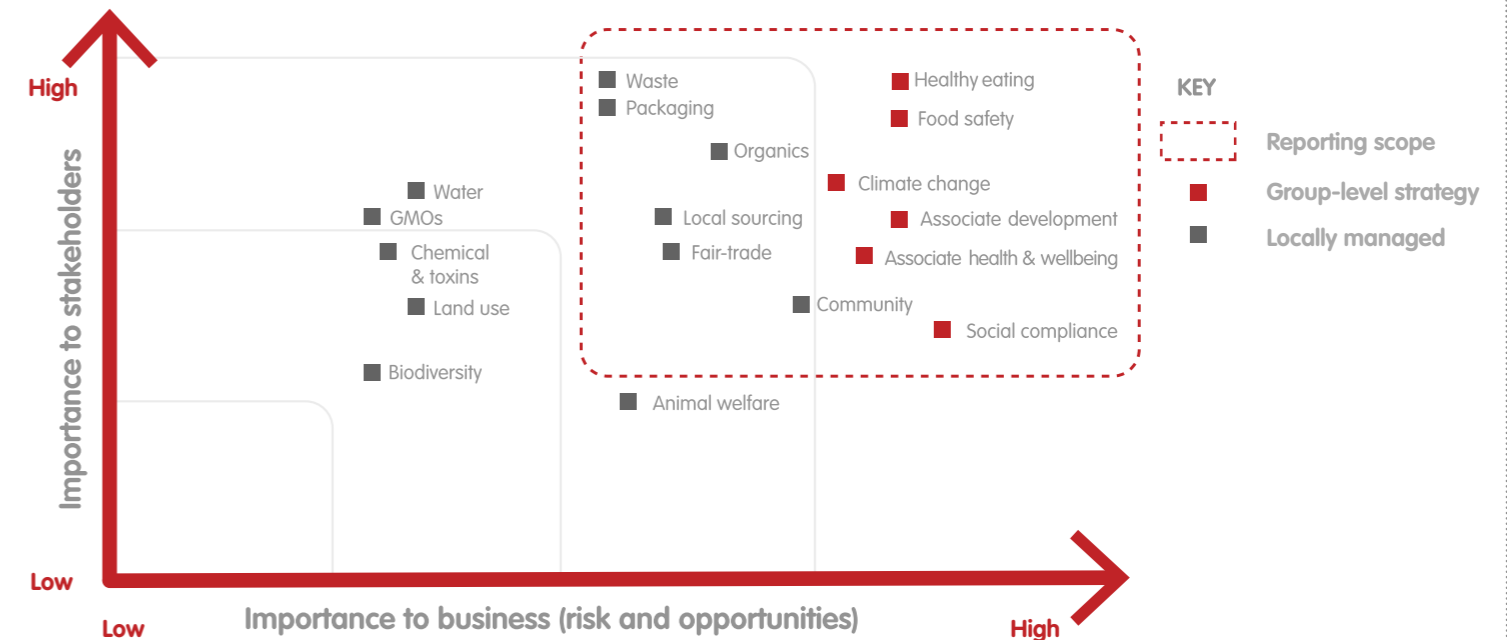 High
Importance to stakeholders
Low
Low
Importance to business (risk and opportunities)
High
Waste
Packaging
Organics
Water
GMOs
Chemical
& toxins
Land use
Biodiversity
Local sourcing
Fair-trade
Community
Animal welfare
Healthy eating
Food safety
Climate change
Associate development
Associate health & wellbeing
Social compliance
KEY
Reporting scope
Group-level strategy
Locally managed